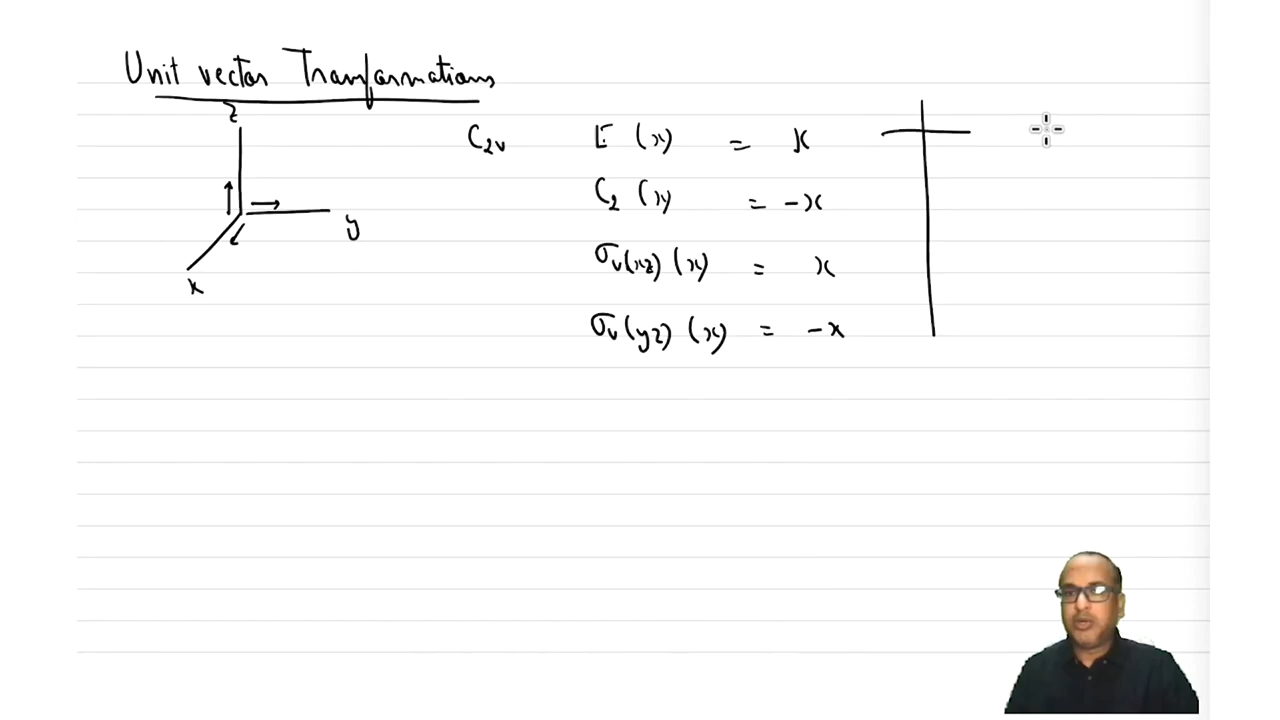 Unit vector Transformations
z
y
x
C₂ᵥ
E (x) = x
C₂ (x) = -x
σᵥ(xz) (x) = x
σᵥ(yz) (x) = -x